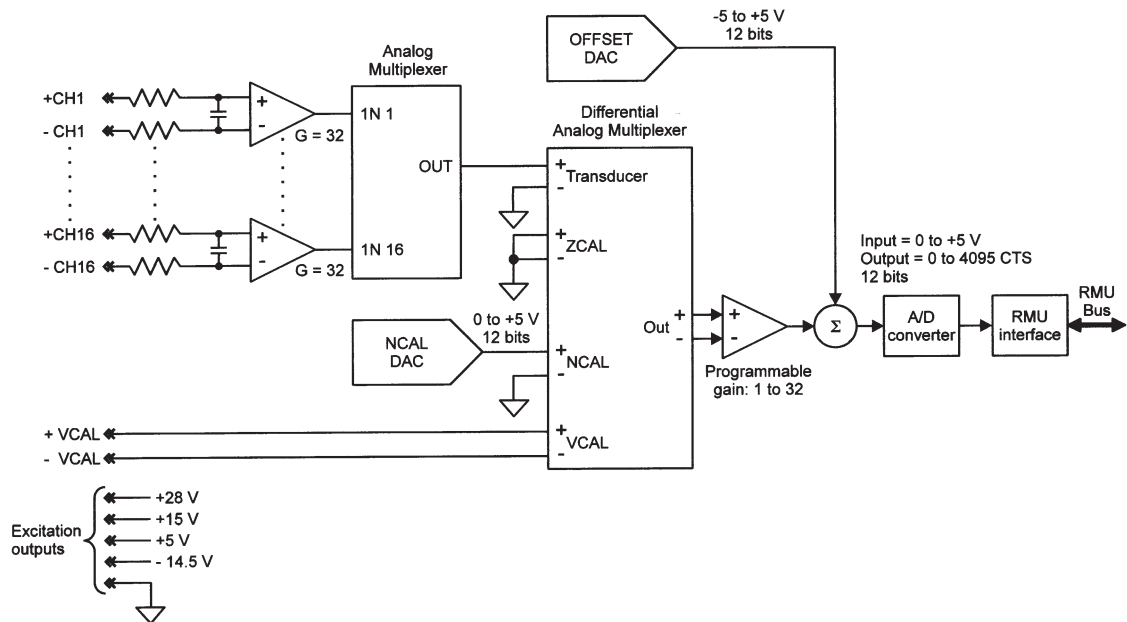 -5 to +5 V
12 bits
OFFSET
DAC
Analog
Multiplexer
+CH1
- CH1
+
-
G = 32
1N 1
OUT
+CH16
- CH16
+
-
G = 32
1N 16
Differential
Analog Multiplexer
+
Transducer
-
+
ZCAL
-
0 to +5 V
12 bits
NCAL
DAC
+
NCAL
-
+ VCAL
- VCAL
+
VCAL
-
Out
+
-
+
-
Programmable
gain: 1 to 32
Σ
Input = 0 to +5 V
Output = 0 to 4095 CTS
12 bits
A/D
converter
RMU
interface
RMU
Bus
Excitation
outputs
+28 V
+15 V
+5 V
- 14.5 V